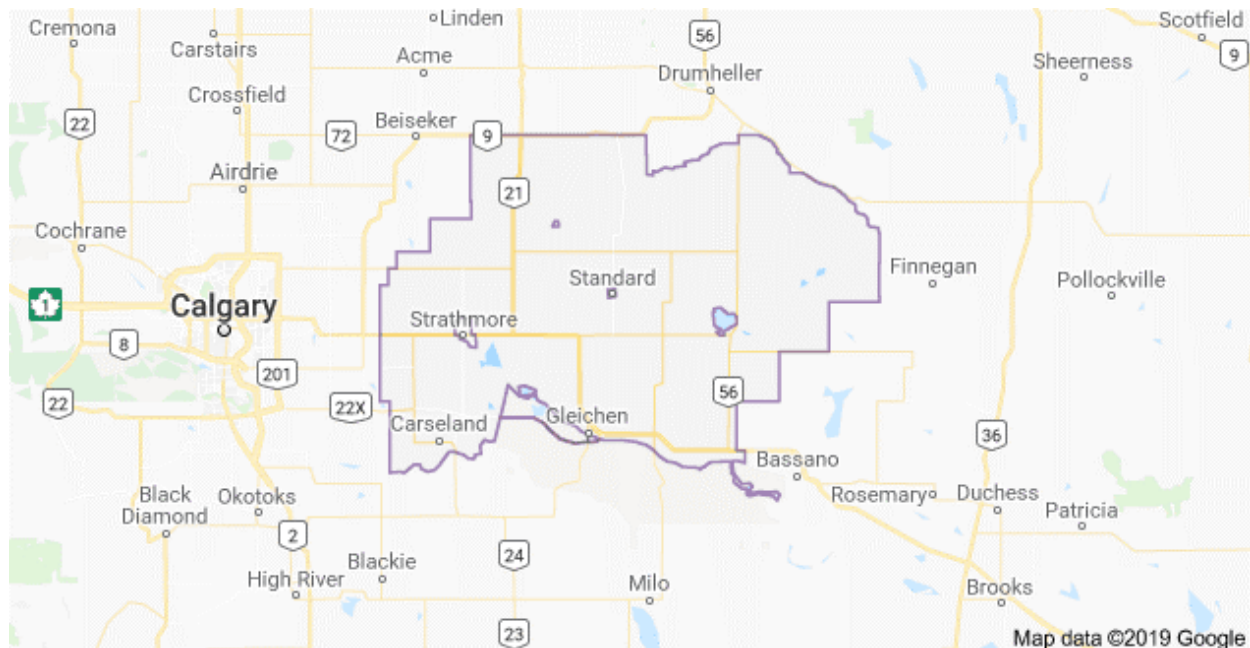 Linden
Cremona
Scotfield
56
Carstairs
Acme
9
Drumheller
Sheerness
Crossfield
22
Beiseker
72
9
Airdrie
21
Cochrane
Standard
Finnegan
Pollockville
1
Calgary
Strathmore
8
201
22
22X
56
Carseland
Gleichen
36
Bassano
Black
Diamond
Okotoks
Rosemary
Duchess
Patricia
2
24
Blackie
High River
Milo
Brooks
23
Map data ©2019 Google